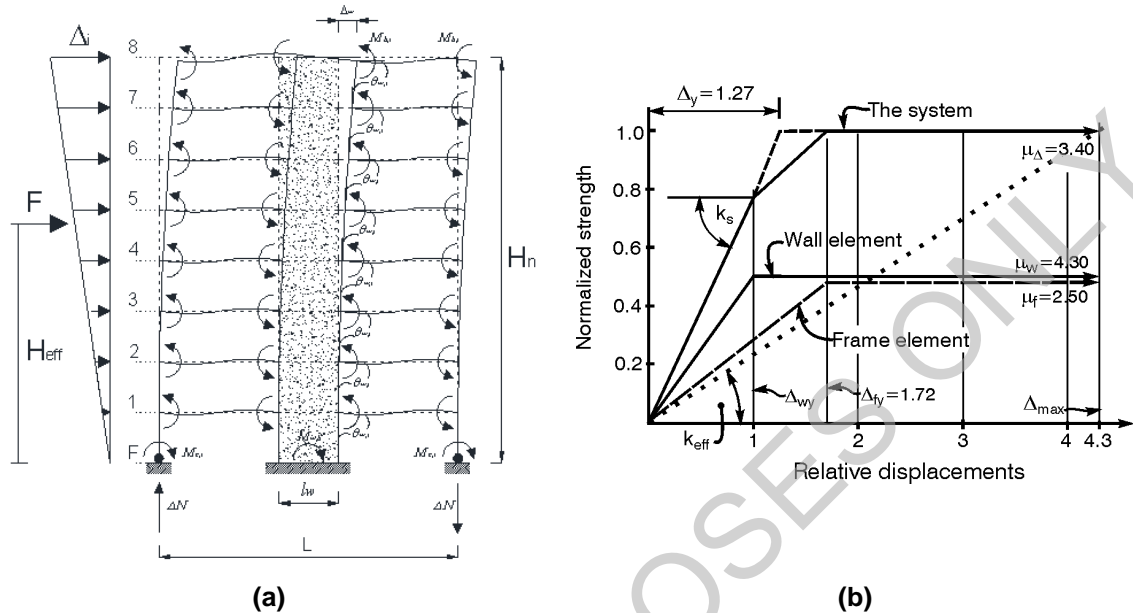 Δi
8
7
6
5
4
3
2
1
F
F
Heff
Hn
θw,i
ΔN
ΔN
lw
L
(a)
Δy = 1.27
The system
1.0
0.8
0.6
0.4
0.2
Normalized strength
μΔ = 3.40
ks
Wall element
μW = 4.30
μf = 2.50
Frame element
Δwy
Δfy = 1.72
Δmax
keff
1
2
3
4
4.3
Relative displacements
(b)
OSES ONLY